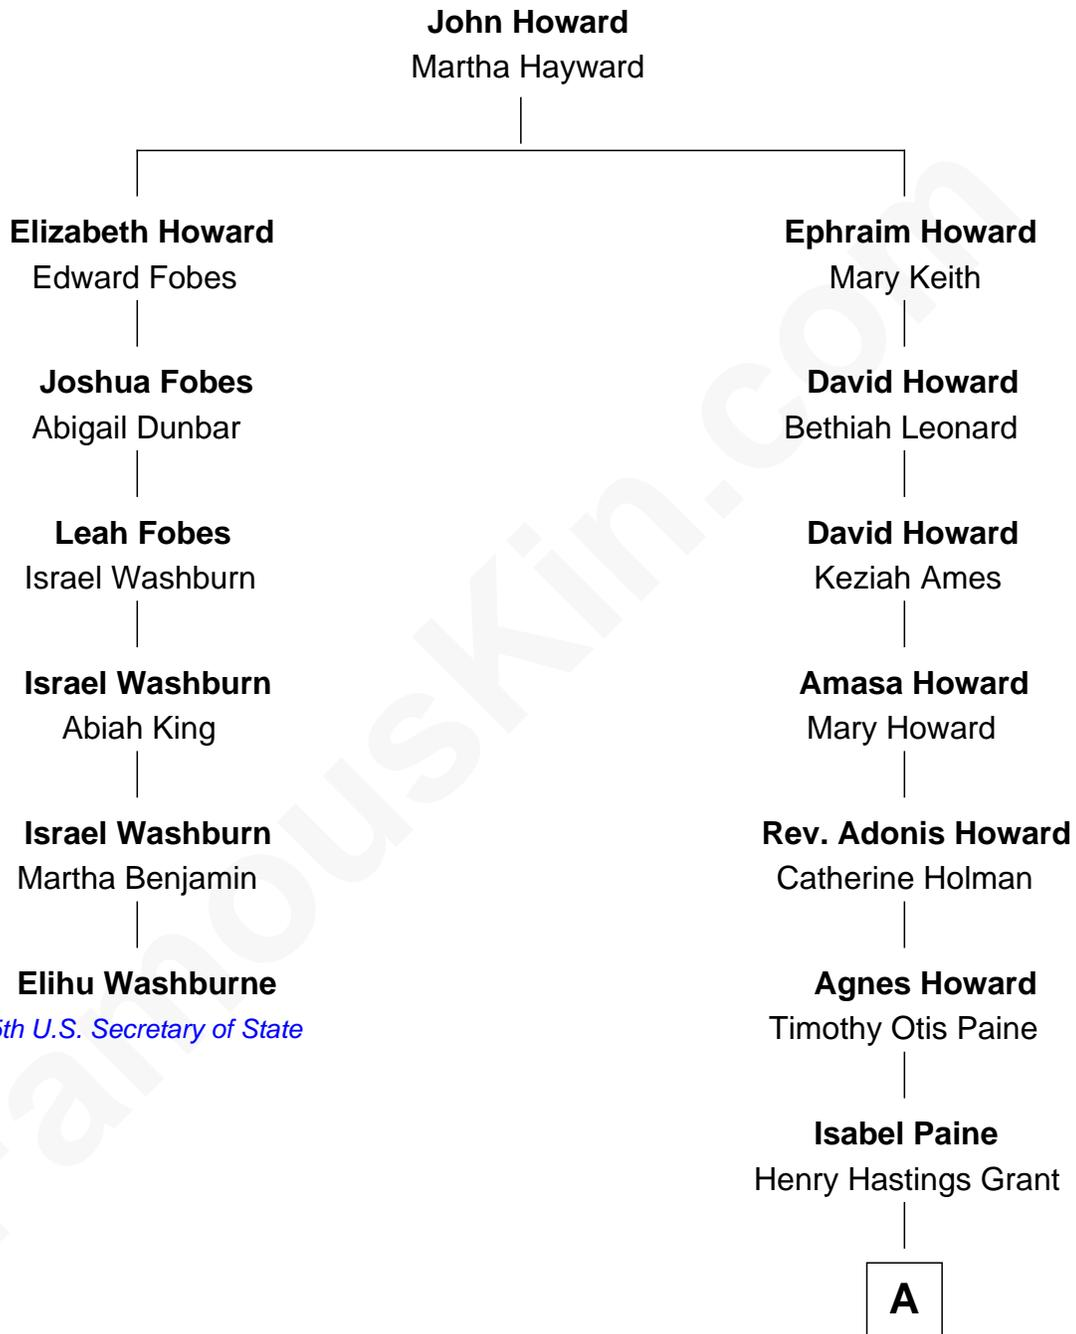 John Howard
Martha Hayward
Elizabeth Howard
Edward Fobes
Ephraim Howard
Mary Keith
Joshua Fobes
Abigail Dunbar
David Howard
Bethiah Leonard
Leah Fobes
Israel Washburn
David Howard
Keziah Ames
Israel Washburn
Abiah King
Amasa Howard
Mary Howard
Israel Washburn
Martha Benjamin
Rev. Adonis Howard
Catherine Holman
Elihu Washburne
5th U.S. Secretary of State
Agnes Howard
Timothy Otis Paine
Isabel Paine
Henry Hastings Grant
A
FamousKin.com